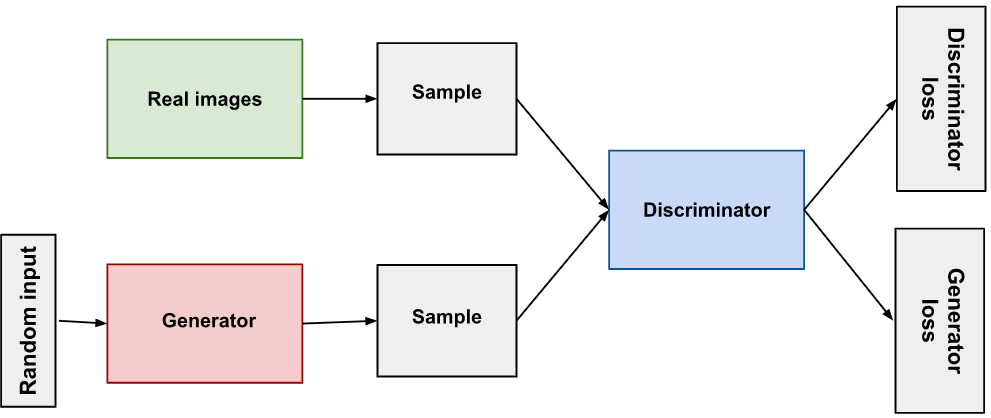 Real images
Sample
Discriminator
loss
Discriminator
Random input
Generator
Sample
Generator
loss